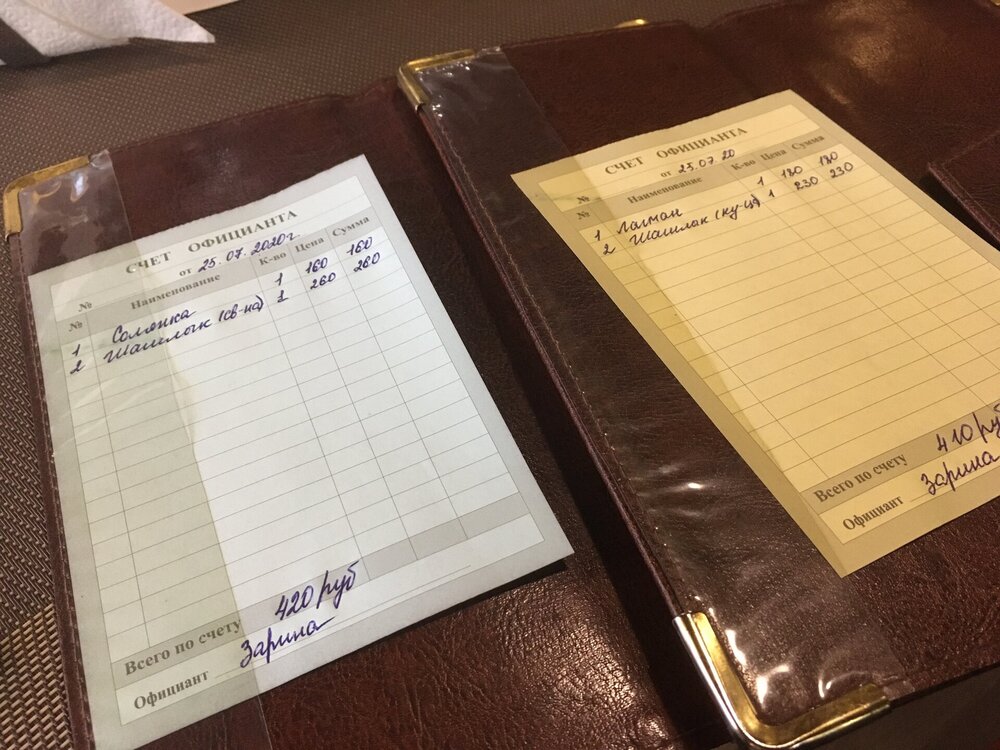 СЧЕТ ОФИЦИАНТА
№ от 25.07.2020г.
№ Наименование К-во Цена Сумма
1 Солянка 1 160 160
2 Шашлык (св-на) 1 260 260
Всего по счету 420 руб
Официант Зарина
СЧЕТ ОФИЦИАНТА
№ от 25.07.20
№ Наименование К-во Цена Сумма
1 Лагман 1 180 180
2 Шашлык (ку-ца) 1 230 230
Всего по счету 410 руб
Официант Зарина